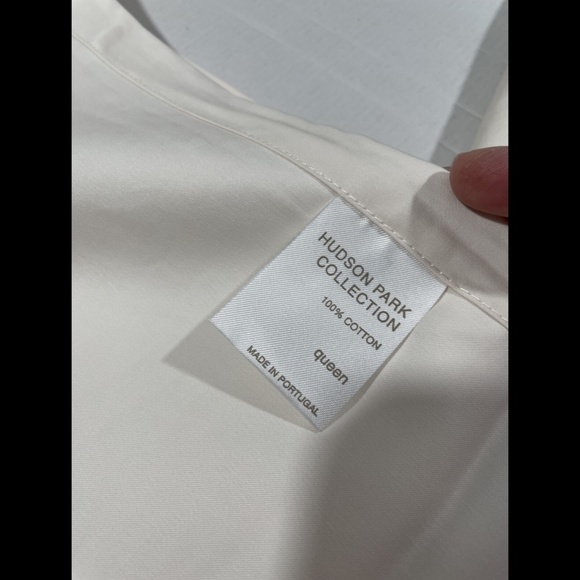 HUDSON PARK
COLLECTION
100% COTTON
queen
MADE IN PORTUGAL